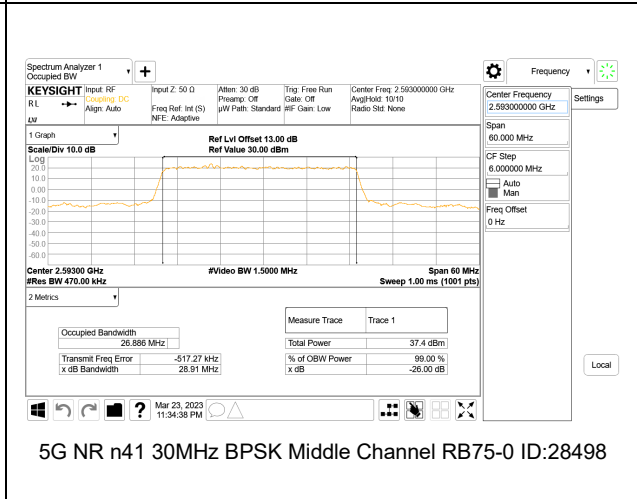 Spectrum Analyzer 1
Occupied BW
+
Frequency
KEYSIGHT Input: RF
Coupling: DC
Align: Auto
RL
Input Z: 50 Ω
Freq Ref: Int (S)
NFE: Adaptive
Atten: 30 dB
Preamp: Off
µW Path: Standard
Trig: Free Run
Gate: Off
#IF Gain: Low
Center Freq: 2.593000000 GHz
Avg|Hold: 10/10
Radio Std: None
Center Frequency
2.593000000 GHz
Settings
Span
60.000 MHz
CF Step
6.000000 MHz
Auto
Man
Freq Offset
0 Hz
Local
1 Graph
Scale/Div 10.0 dB
Ref Lvl Offset 13.00 dB
Ref Value 30.00 dBm
Log
20.0
10.0
0.00
-10.0
-20.0
-30.0
-40.0
-50.0
-60.0
Center 2.59300 GHz
#Res BW 470.00 kHz
#Video BW 1.5000 MHz
Span 60 MHz
Sweep 1.00 ms (1001 pts)
2 Metrics
Measure Trace Trace 1
Occupied Bandwidth
26.886 MHz
Total Power 37.4 dBm
Transmit Freq Error -517.27 kHz
% of OBW Power 99.00 %
x dB Bandwidth 28.91 MHz
x dB -26.00 dB
?
Mar 23, 2023
11:34:38 PM
5G NR n41 30MHz BPSK Middle Channel RB75-0 ID:28498